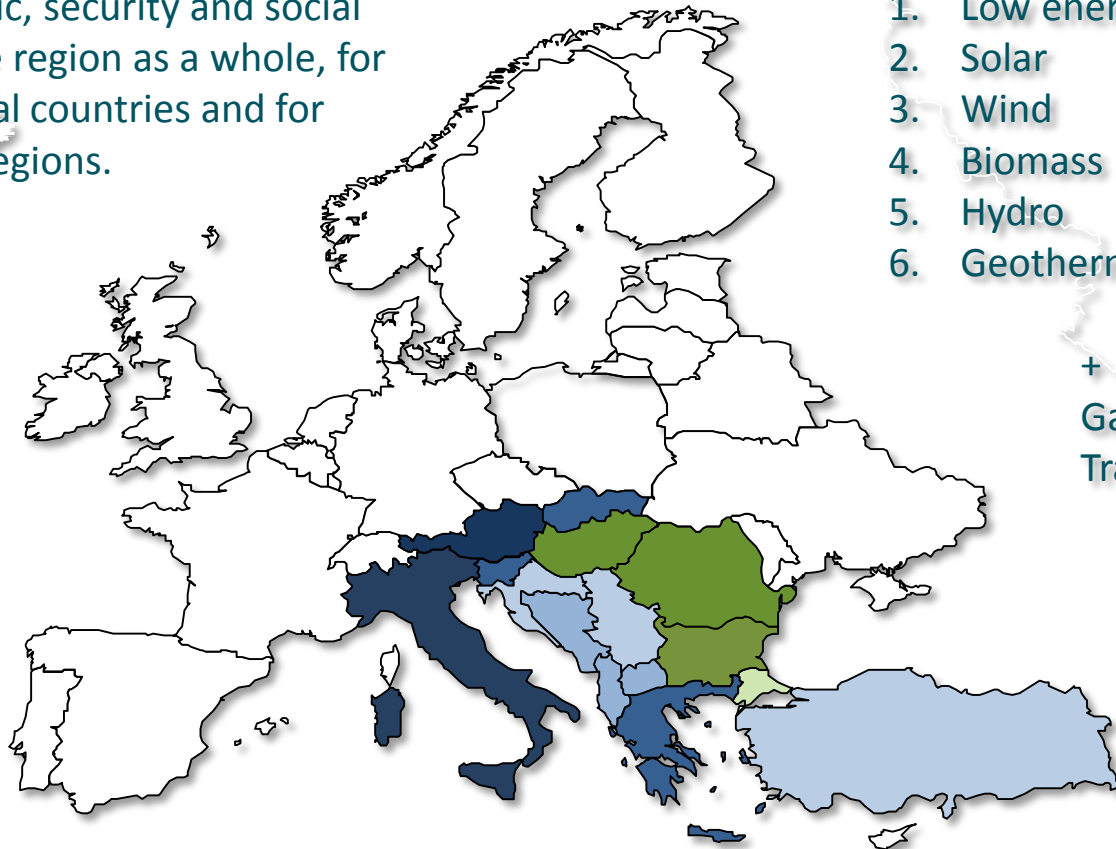 ic, security and social
e region as a whole, for
al countries and for
egions.
1. Low ener
2. Solar
3. Wind
4. Biomass
5. Hydro
6. Geotherm
+
Ga
Tra